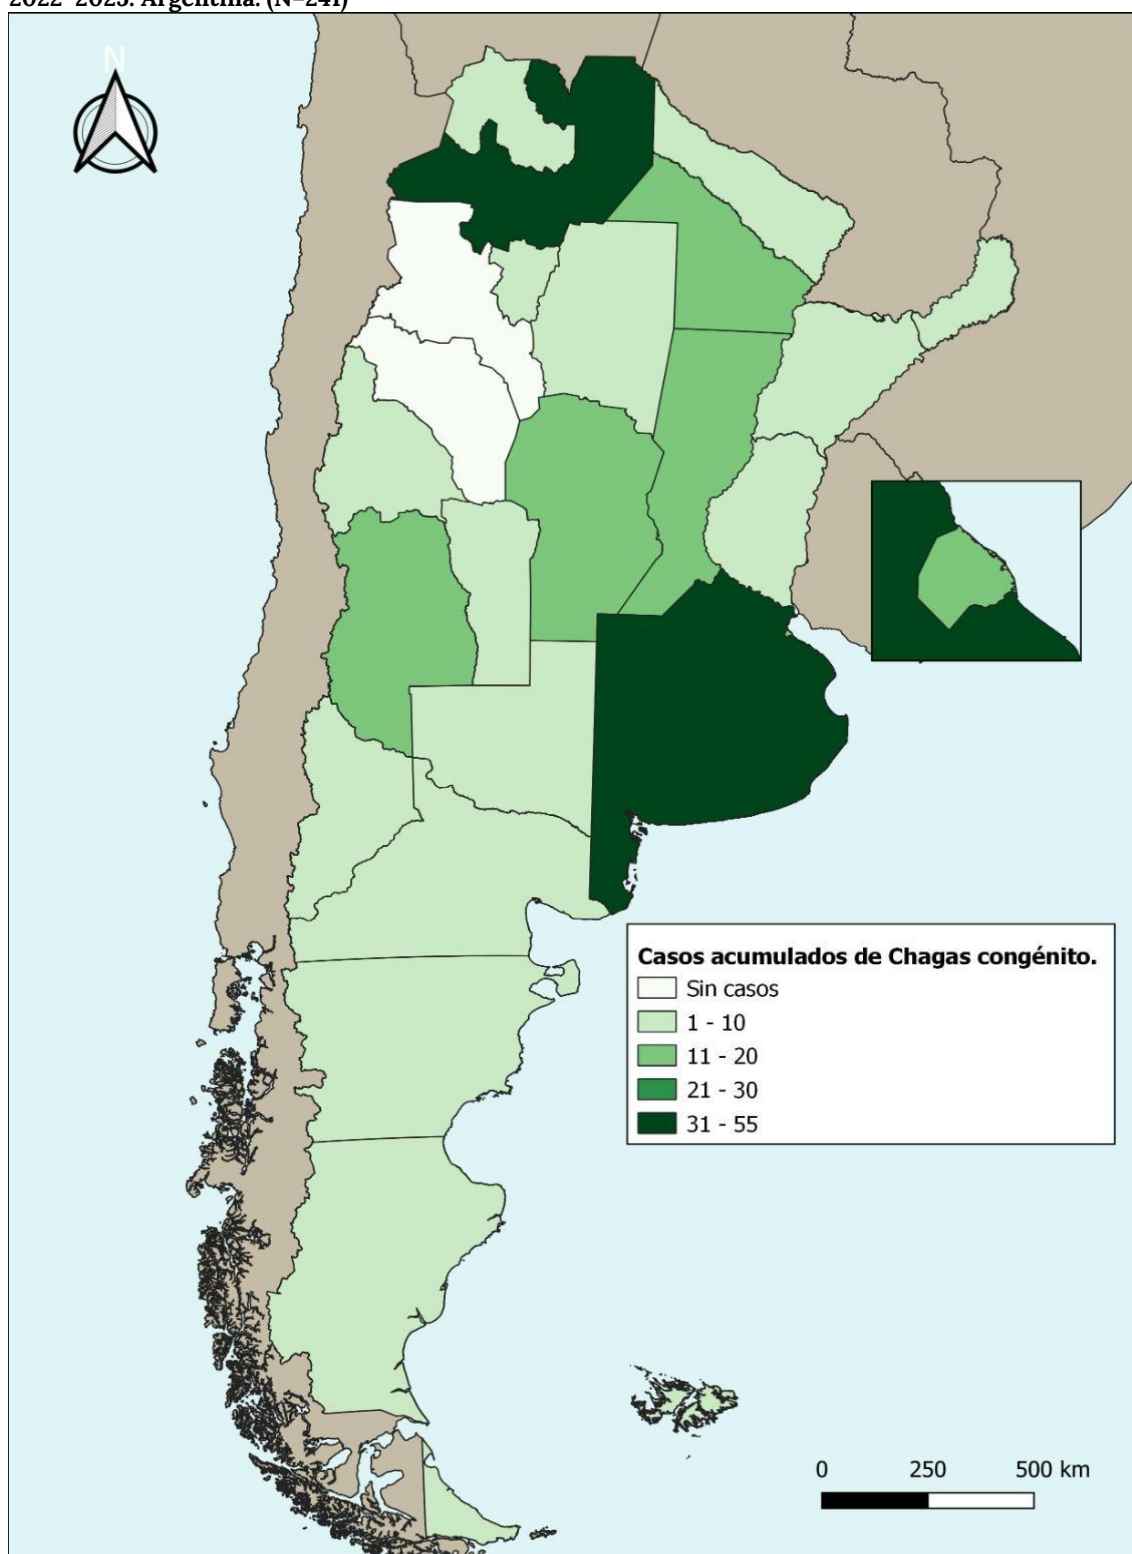 2022-2023. Argentina. (N=241)
N
Casos acumulados de Chagas congénito.
Sin casos
1 - 10
11 - 20
21 - 30
31 - 55
0 250 500 km